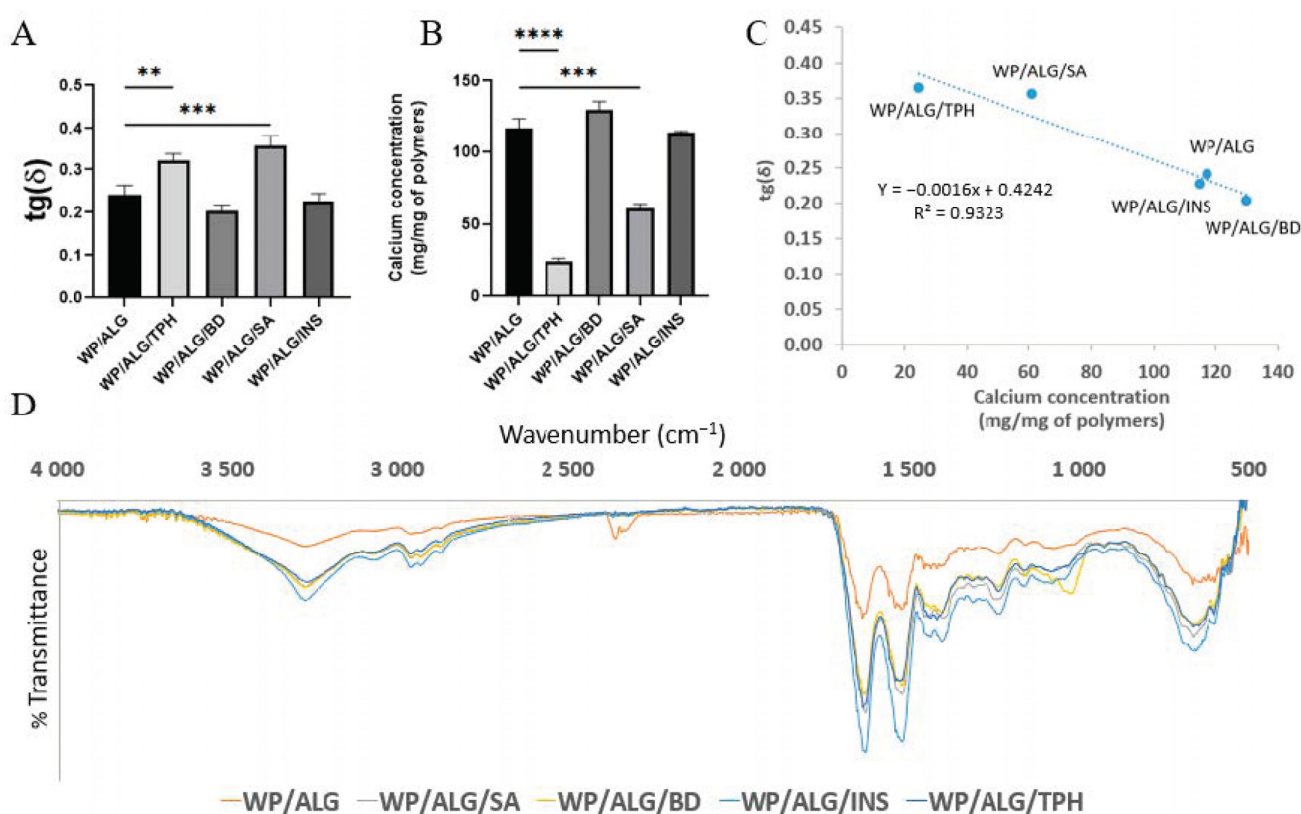 A
**
***
0.5
0.4
0.3
0.2
0.1
0.0
tg(δ)
WP/ALG
WP/ALG/TPH
WP/ALG/BD
WP/ALG/SA
WP/ALG/INS
B
****
***
150
100
50
0
Calcium concentration
(mg/mg of polymers)
WP/ALG
WP/ALG/TPH
WP/ALG/BD
WP/ALG/SA
WP/ALG/INS
C
0.45
0.40
0.35
0.30
0.25
0.20
0.15
0.10
0.05
0.00
tg(δ)
WP/ALG/SA
WP/ALG/TPH
WP/ALG
Y = −0.0016x + 0.4242
R² = 0.9323
WP/ALG/INS
WP/ALG/BD
0 20 40 60 80 100 120 140
Calcium concentration
(mg/mg of polymers)
D
Wavenumber (cm⁻¹)
4 000 3 500 3 000 2 500 2 000 1 500 1 000 500
% Transmittance
WP/ALG WP/ALG/SA WP/ALG/BD WP/ALG/INS WP/ALG/TPH